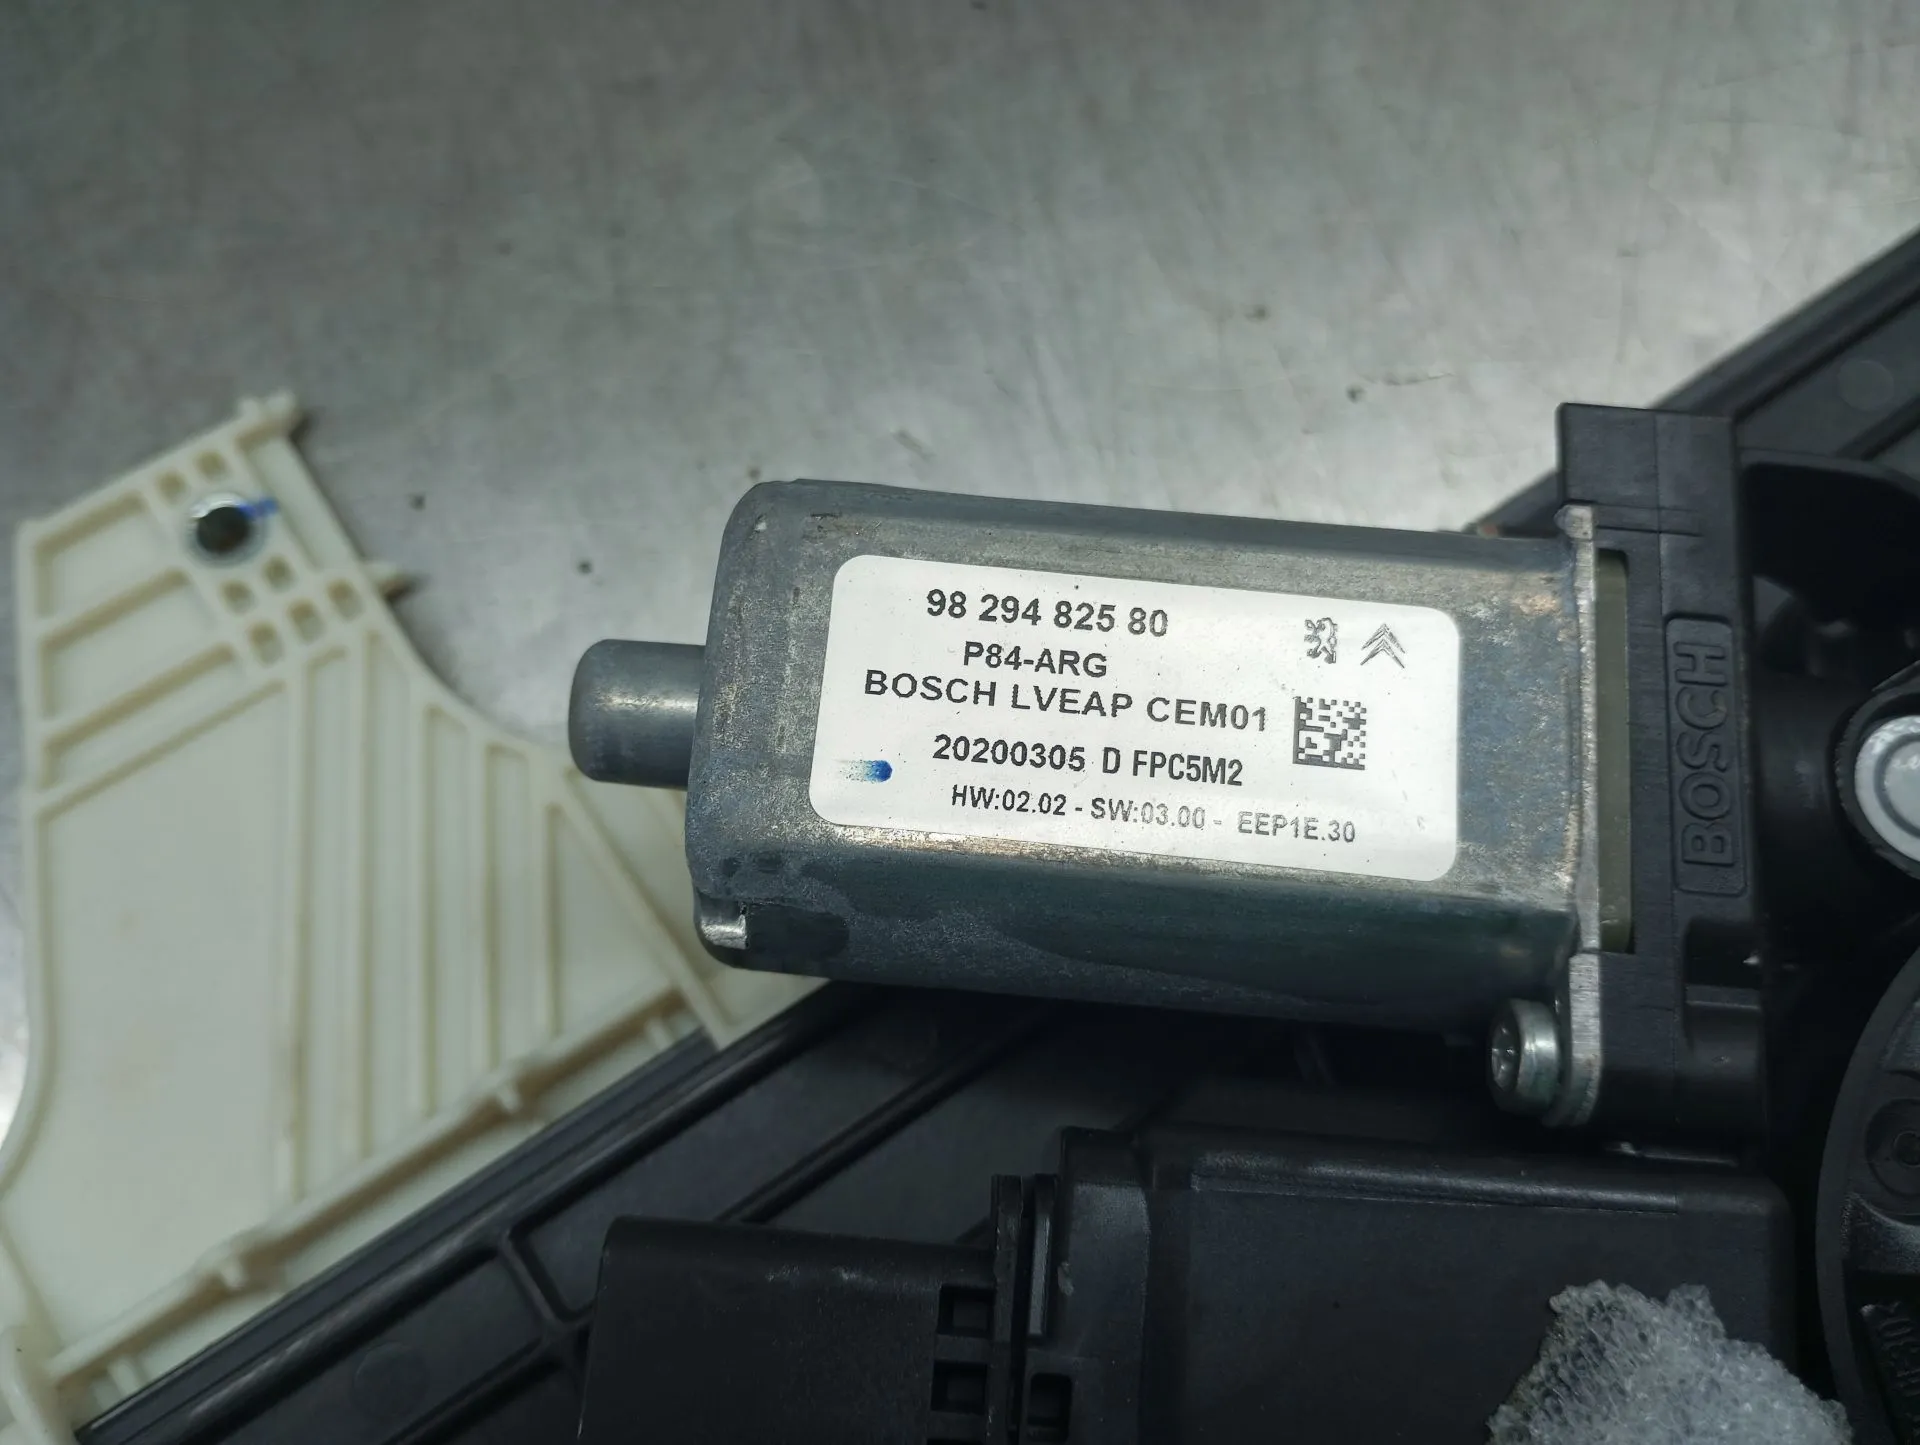 98 294 825 80
P84-ARG
BOSCH LVEAP CEM01
20200305 D FPC5M2
HW:02.02 - SW:03.00 - EEP1E.30
BOSCH